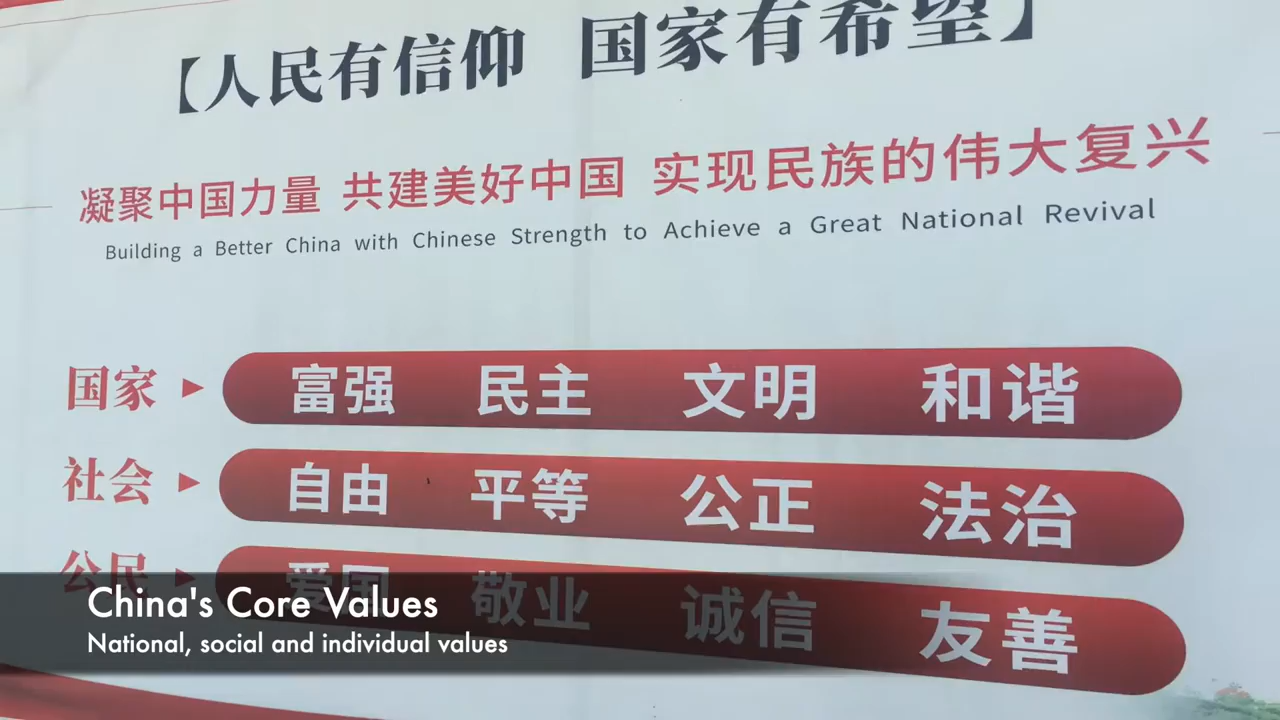 【人民有信仰 国家有希望】
凝聚中国力量 共建美好中国 实现民族的伟大复兴
Building a Better China with Chinese Strength to Achieve a Great National Revival
国家 富强 民主 文明 和谐
社会 自由 平等 公正 法治
公民 爱国 敬业 诚信 友善
China's Core Values
National, social and individual values